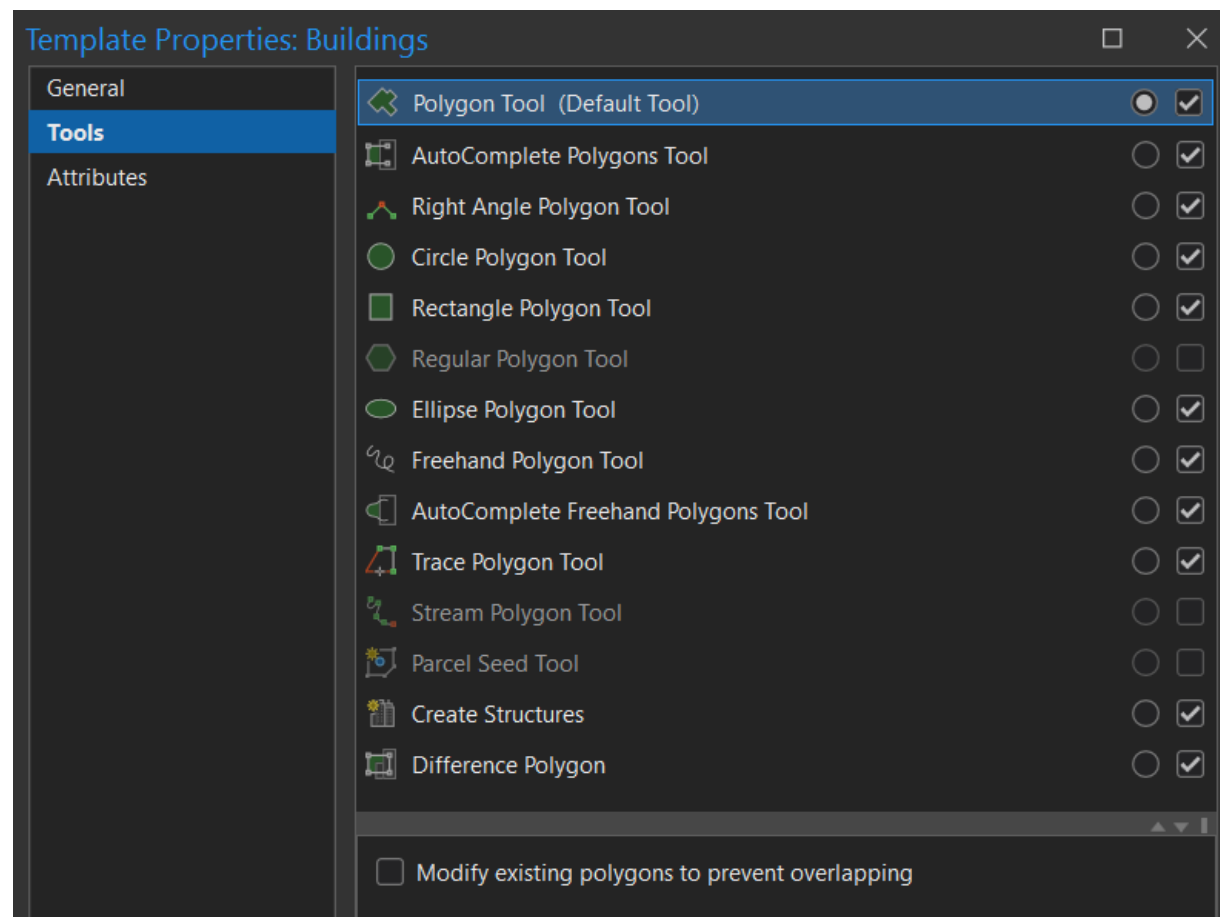 Template Properties: Buildings
General
Tools
Attributes
Polygon Tool (Default Tool)
AutoComplete Polygons Tool
Right Angle Polygon Tool
Circle Polygon Tool
Rectangle Polygon Tool
Regular Polygon Tool
Ellipse Polygon Tool
Freehand Polygon Tool
AutoComplete Freehand Polygons Tool
Trace Polygon Tool
Stream Polygon Tool
Parcel Seed Tool
Create Structures
Difference Polygon
Modify existing polygons to prevent overlapping